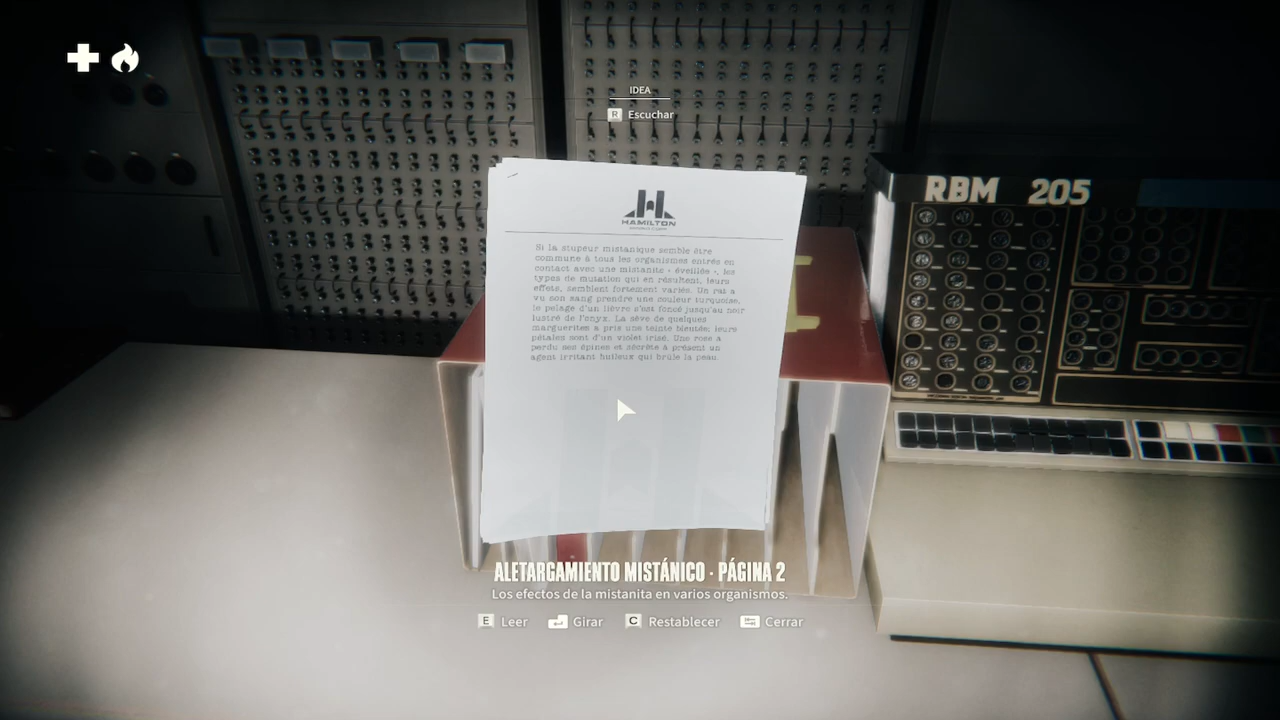 IDEA
R Escuchar
RBM 205
H
HAMILTON
Si la stupeur mistanique semble être
commune à tous les organismes entrés en
contact avec une mistanite « éveillée », les
types de mutation qui en résultent, leurs
effets, semblent fortement variés. Un rat a
vu son sang prendre une couleur turquoise,
le pelage d'un lièvre s'est foncé jusqu'au noir
lustré de l'onyx. La sève de quelques
marguerites a pris une teinte bleutée; leurs
pétales sont d'un violet irisé. Une rose a
perdu ses épines et sécrète à présent un
agent irritant huileux qui brûle la peau.
ALETARGAMIENTO MISTÁNICO · PÁGINA 2
Los efectos de la mistanita en varios organismos.
E Leer Girar C Restablecer Cerrar